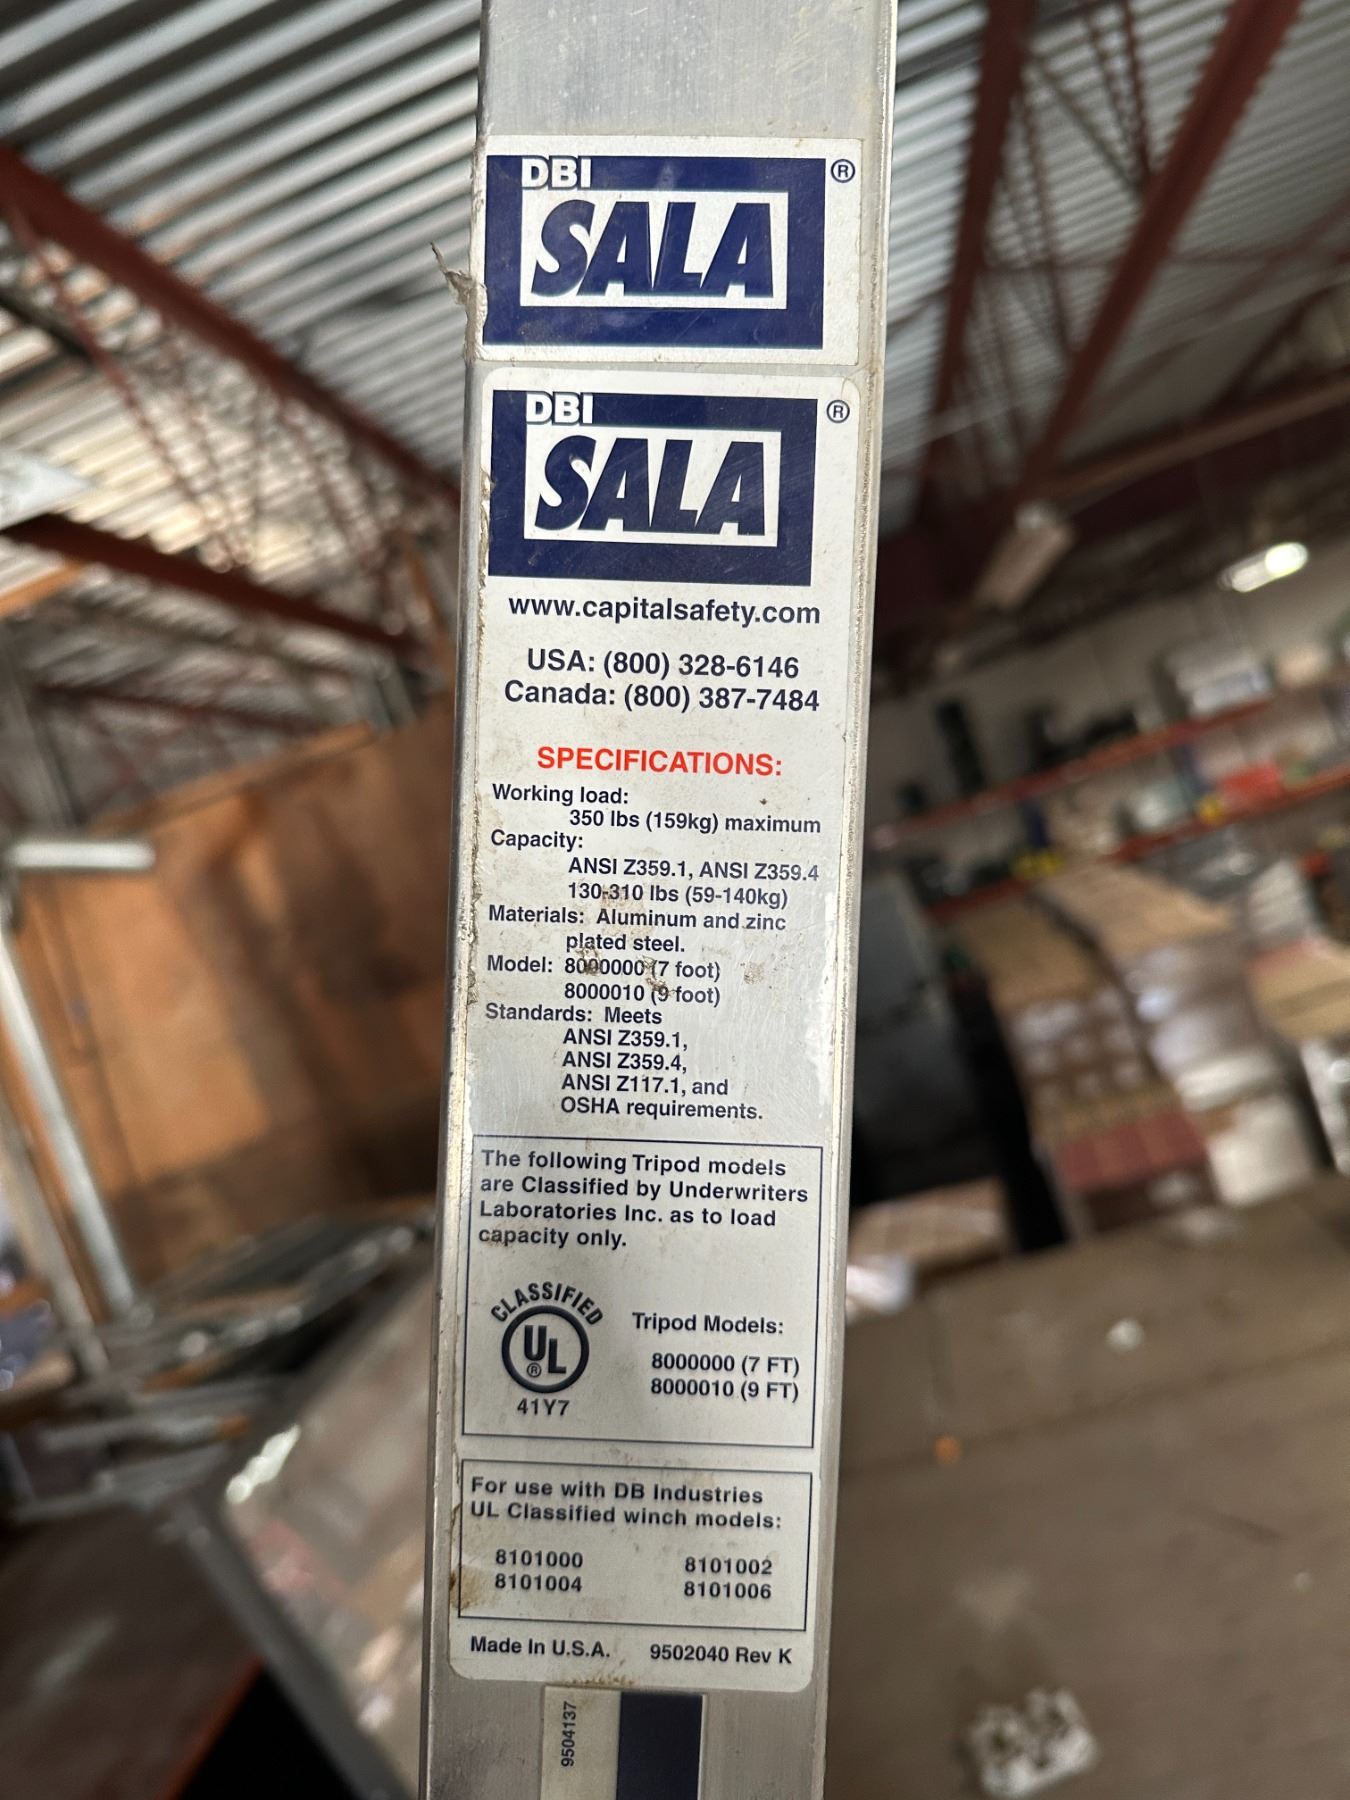 DBI
SALA ®
DBI
SALA ®
www.capitalsafety.com
USA: (800) 328-6146
Canada: (800) 387-7484
SPECIFICATIONS:
Working load:
350 lbs (159kg) maximum
Capacity:
ANSI Z359.1, ANSI Z359.4
130-310 lbs (59-140kg)
Materials: Aluminum and zinc
plated steel.
Model: 8000000 (7 foot)
8000010 (9 foot)
Standards: Meets
ANSI Z359.1,
ANSI Z359.4,
ANSI Z117.1, and
OSHA requirements.
The following Tripod models
are Classified by Underwriters
Laboratories Inc. as to load
capacity only.
CLASSIFIED
UL ®
41Y7
Tripod Models:
8000000 (7 FT)
8000010 (9 FT)
For use with DB Industries
UL Classified winch models:
8101000 8101002
8101004 8101006
Made In U.S.A. 9502040 Rev K
9504137